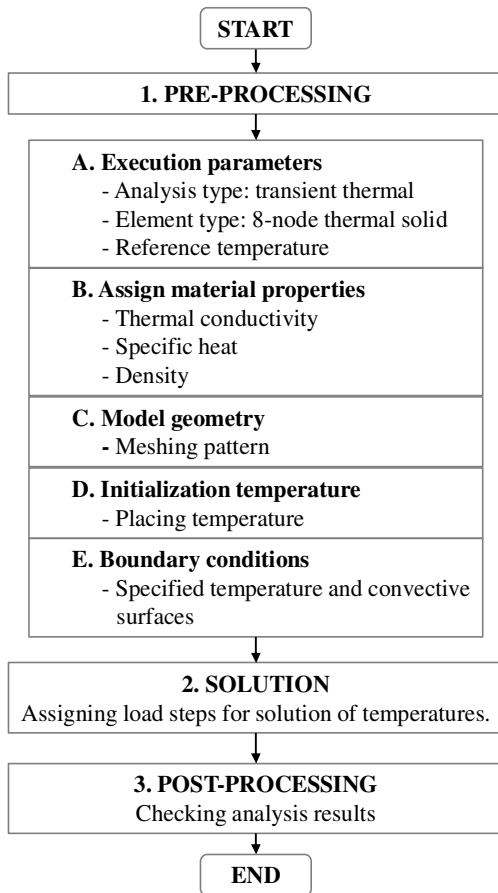 START
1. PRE-PROCESSING
A. Execution parameters
- Analysis type: transient thermal
- Element type: 8-node thermal solid
- Reference temperature
B. Assign material properties
- Thermal conductivity
- Specific heat
- Density
C. Model geometry
- Meshing pattern
D. Initialization temperature
- Placing temperature
E. Boundary conditions
- Specified temperature and convective
surfaces
2. SOLUTION
Assigning load steps for solution of temperatures.
3. POST-PROCESSING
Checking analysis results
END